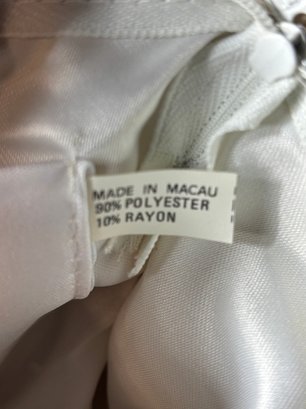 MADE IN MACAU
90% POLYESTER
10% RAYON